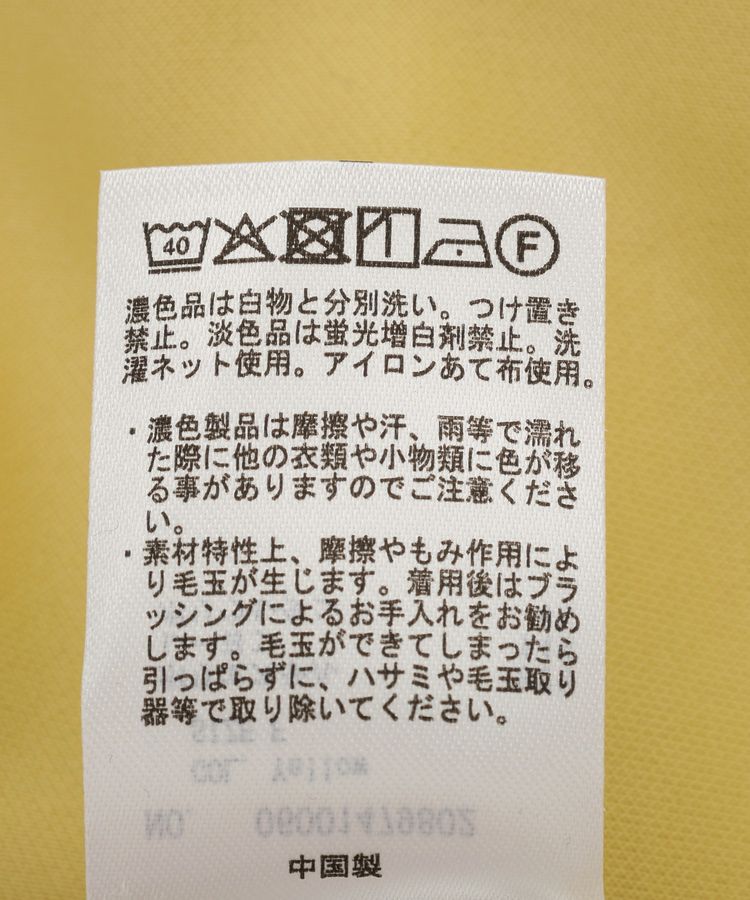 40 F
濃色品は白物と分別洗い。つけ置き
禁止。淡色品は蛍光増白剤禁止。洗
濯ネット使用。アイロンあて布使用。
・濃色製品は摩擦や汗、雨等で濡れ
た際に他の衣類や小物類に色が移
る事がありますのでご注意くださ
い。
・素材特性上、摩擦やもみ作用によ
り毛玉が生じます。着用後はブラ
ッシングによるお手入れをお勧め
します。毛玉ができてしまったら
引っぱらずに、ハサミや毛玉取り
器等で取り除いてください。
SIZE F
COL. Yellow
NO. 06001479802
中国製